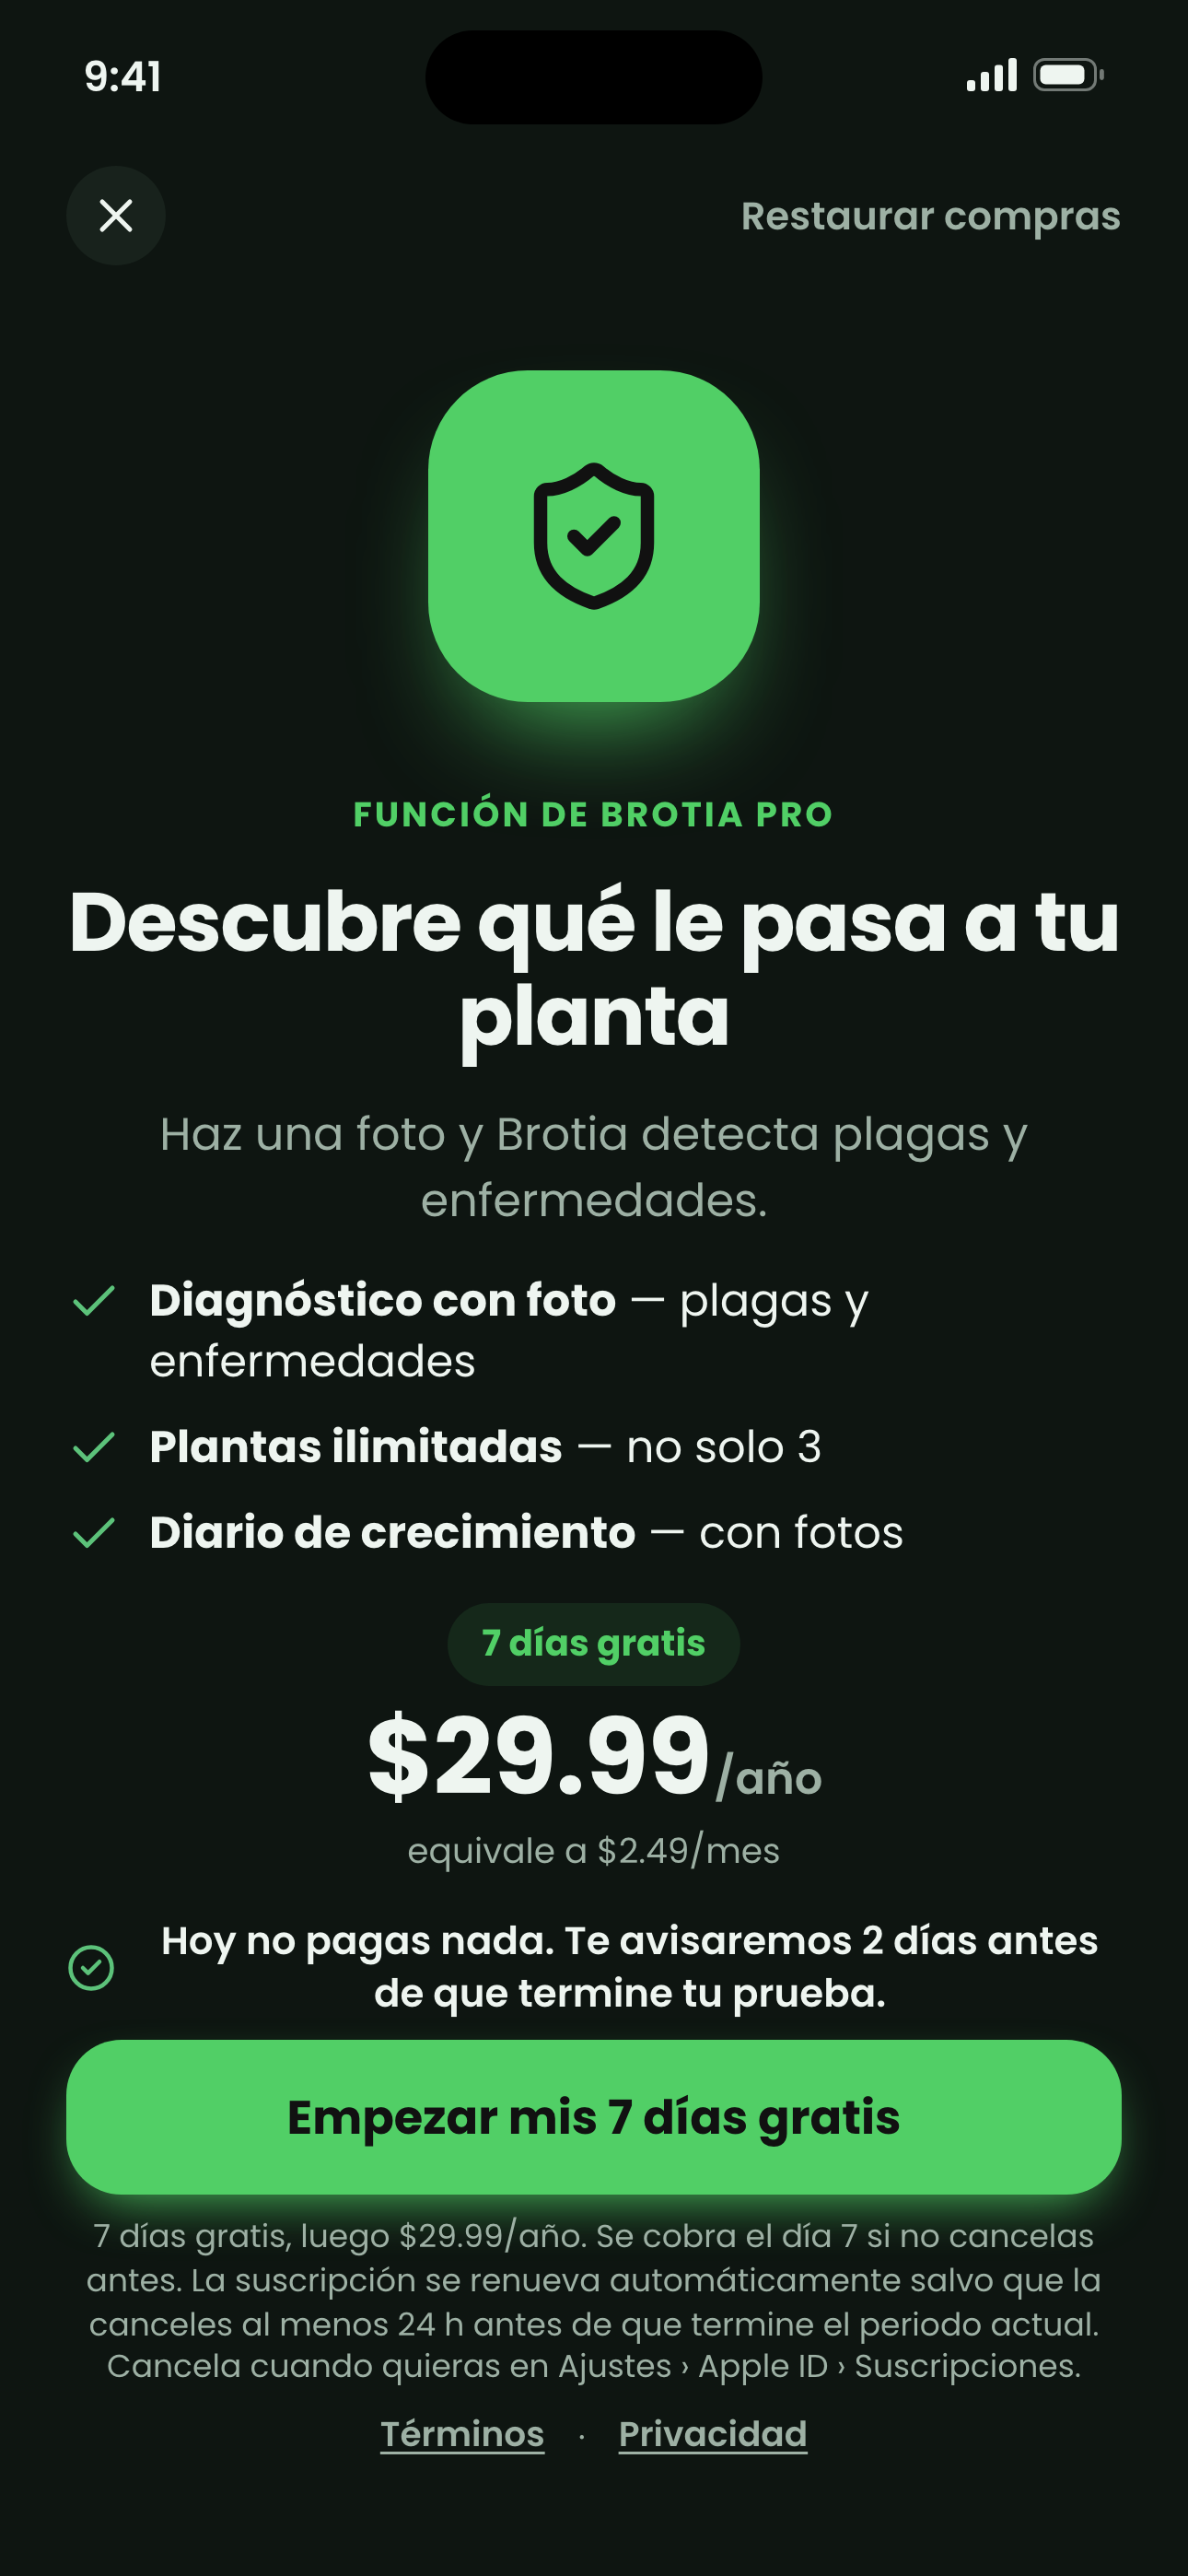 9:41
Restaurar compras
FUNCIÓN DE BROTIA PRO
Descubre qué le pasa a tu
planta
Haz una foto y Brotia detecta plagas y
enfermedades.
Diagnóstico con foto — plagas y
enfermedades
Plantas ilimitadas — no solo 3
Diario de crecimiento — con fotos
7 días gratis
$29.99/año
equivale a $2.49/mes
Hoy no pagas nada. Te avisaremos 2 días antes
de que termine tu prueba.
Empezar mis 7 días gratis
7 días gratis, luego $29.99/año. Se cobra el día 7 si no cancelas
antes. La suscripción se renueva automáticamente salvo que la
canceles al menos 24 h antes de que termine el periodo actual.
Cancela cuando quieras en Ajustes › Apple ID › Suscripciones.
Términos · Privacidad